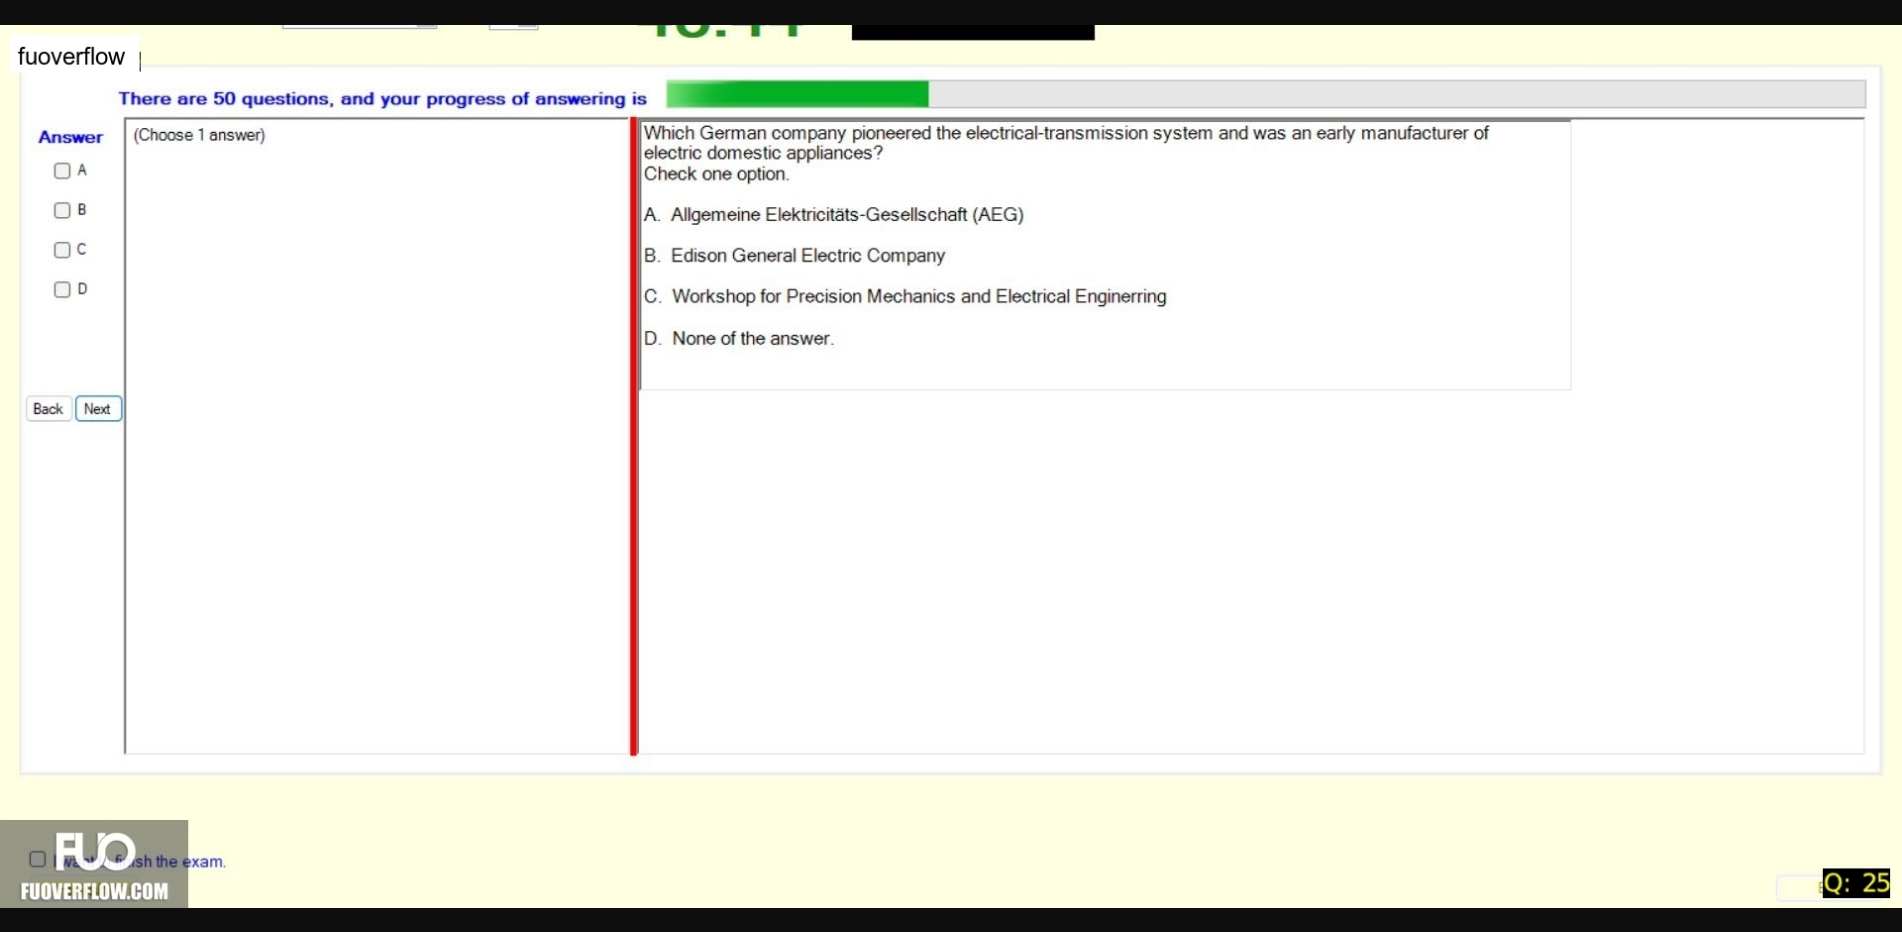 fuoverflow
There are 50 questions, and your progress of answering is
Answer
(Choose 1 answer)
A
B
C
D
Back Next
Which German company pioneered the electrical-transmission system and was an early manufacturer of
electric domestic appliances?
Check one option.
A. Allgemeine Elektricitäts-Gesellschaft (AEG)
B. Edison General Electric Company
C. Workshop for Precision Mechanics and Electrical Enginerring
D. None of the answer.
FUO
the exam.
FUOVERFLOW.COM
Q: 25